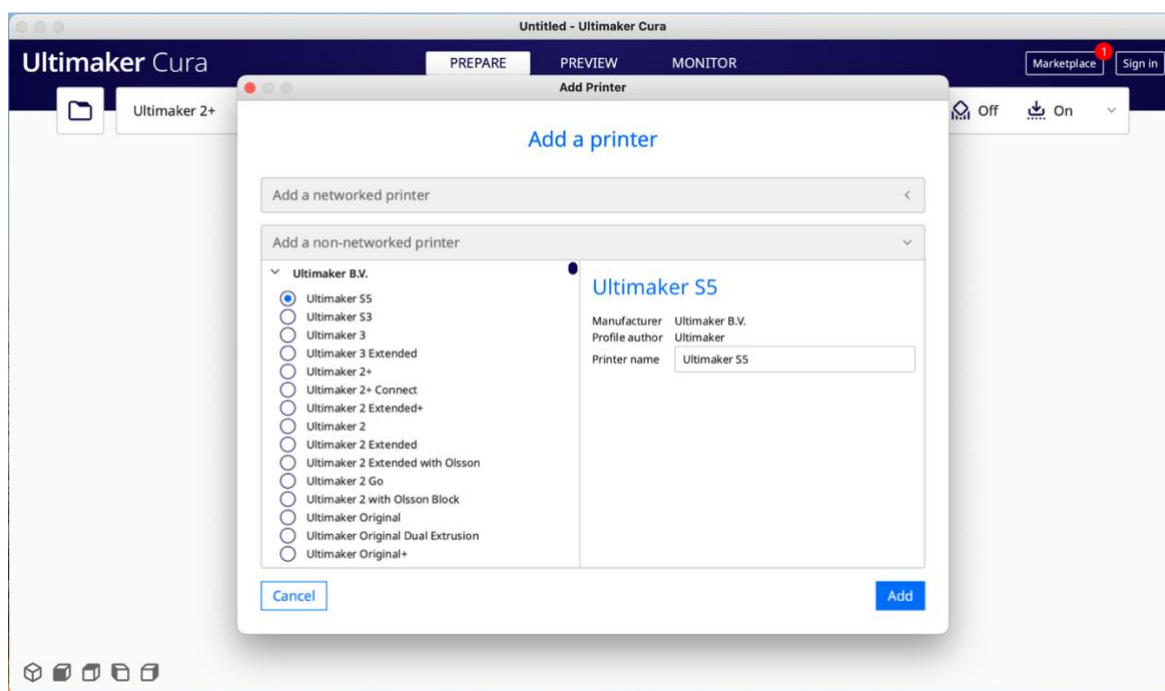 Untitled - Ultimaker Cura
Ultimaker Cura
PREPARE PREVIEW MONITOR
Marketplace 1 Sign in
Add Printer
Ultimaker 2+
Off On
Add a printer
Add a networked printer
Add a non-networked printer
Ultimaker B.V.
Ultimaker S5
Ultimaker S3
Ultimaker 3
Ultimaker 3 Extended
Ultimaker 2+
Ultimaker 2+ Connect
Ultimaker 2 Extended+
Ultimaker 2
Ultimaker 2 Extended
Ultimaker 2 Extended with Olsson
Ultimaker 2 Go
Ultimaker 2 with Olsson Block
Ultimaker Original
Ultimaker Original Dual Extrusion
Ultimaker Original+
Ultimaker S5
Manufacturer Ultimaker B.V.
Profile author Ultimaker
Printer name Ultimaker S5
Cancel Add